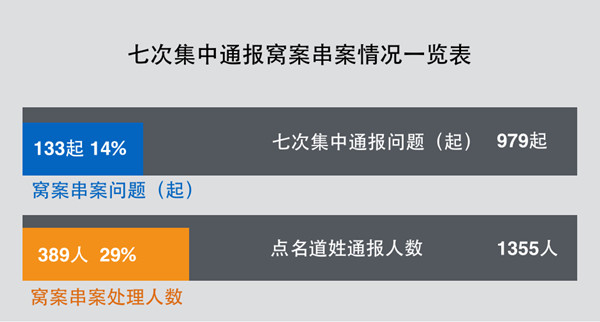 七次集中通报窝案串案情况一览表
133起 14% 七次集中通报问题（起） 979起
窝案串案问题（起）
389人 29% 点名道姓通报人数 1355人
窝案串案处理人数